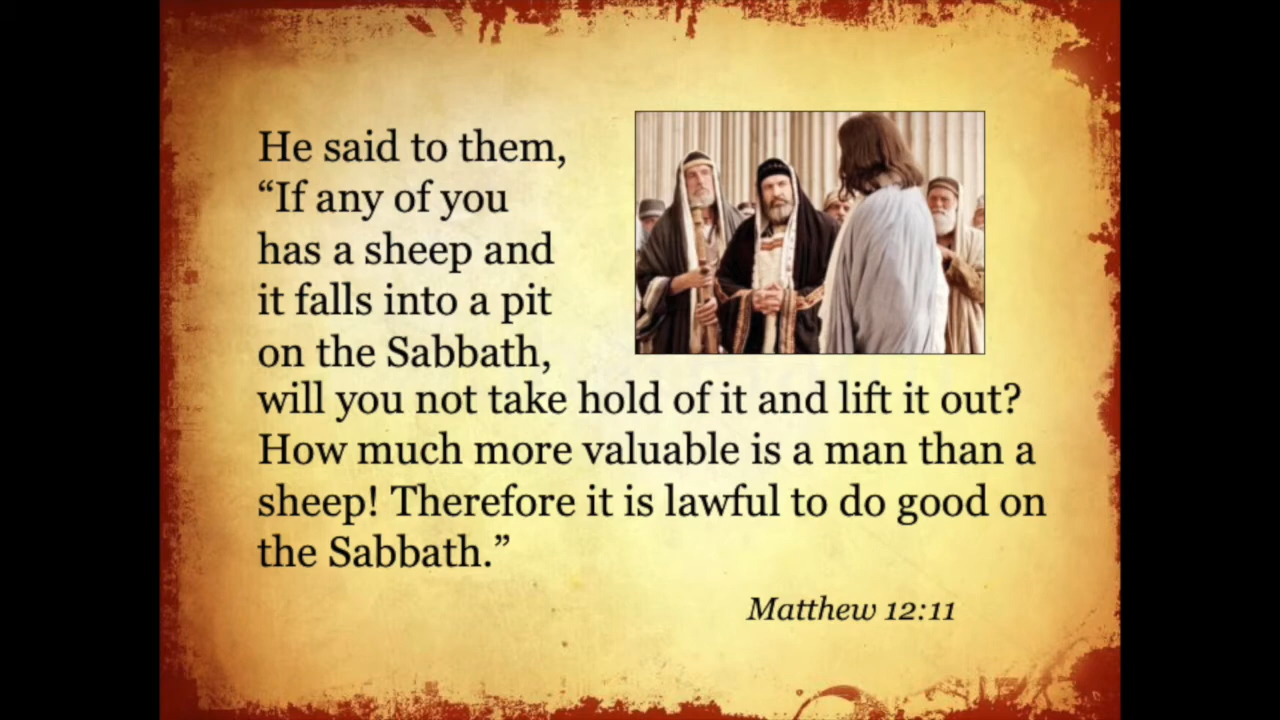 He said to them,
“If any of you
has a sheep and
it falls into a pit
on the Sabbath,
will you not take hold of it and lift it out?
How much more valuable is a man than a
sheep! Therefore it is lawful to do good on
the Sabbath.”
Matthew 12:11